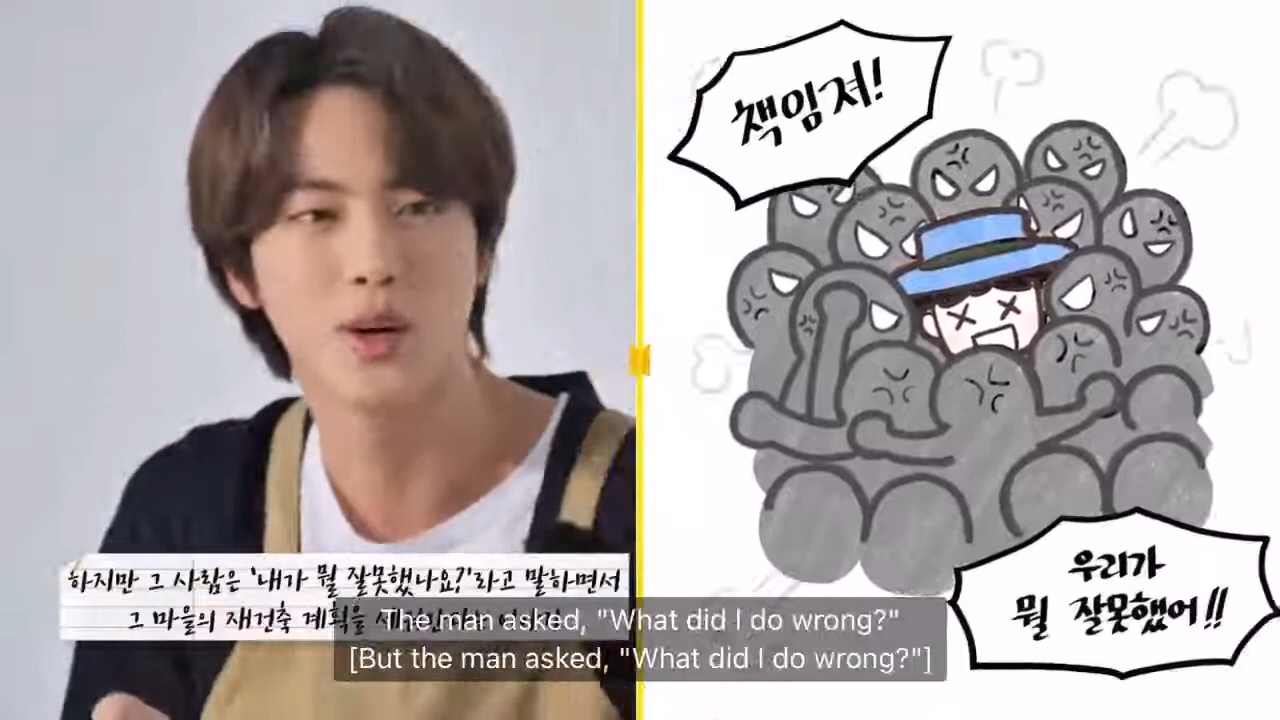 책임져!
하지만 그 사람은 '내가 뭘 잘못했나요?'라고 말하면서
그 마을의 재건축 계획을
The man asked, "What did I do wrong?"
[But the man asked, "What did I do wrong?"]
우리가
뭘 잘못했어!!